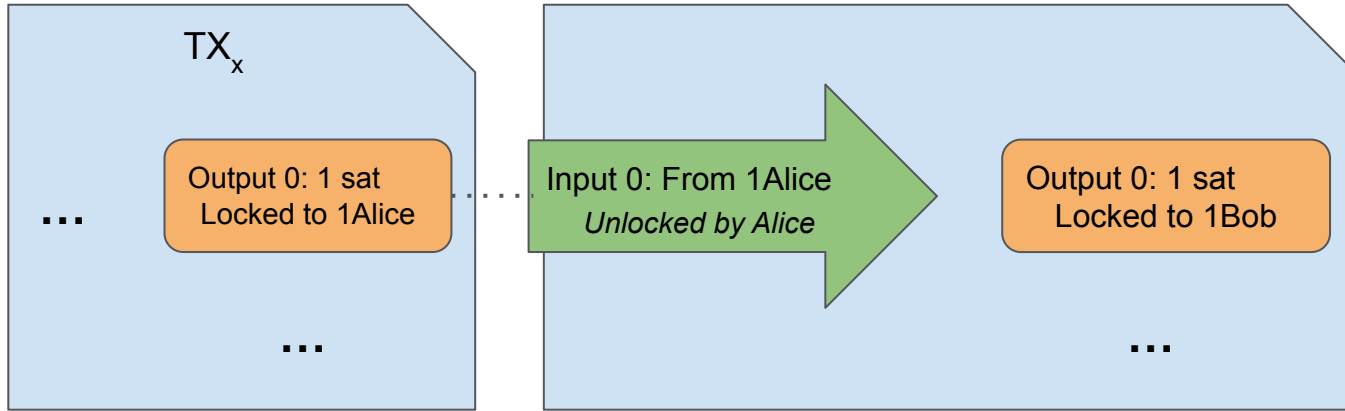 TXx
Output 0: 1 sat
Locked to 1Alice
...
...
Input 0: From 1Alice
Unlocked by Alice
Output 0: 1 sat
Locked to 1Bob
...